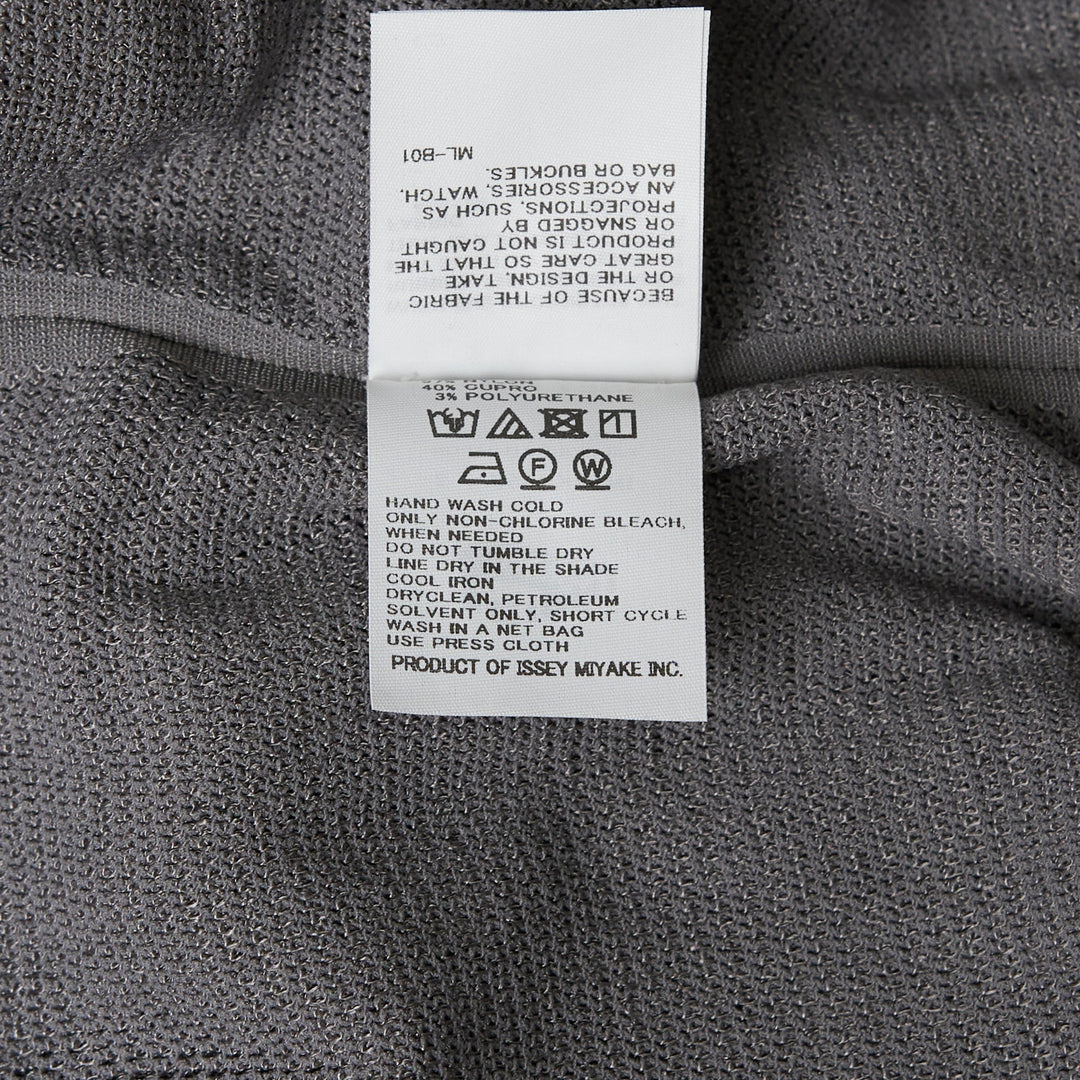 BECAUSE OF THE FABRIC
OR THE DESIGN, TAKE
GREAT CARE SO THAT THE
PRODUCT IS NOT CAUGHT
OR SNAGGED BY
PROJECTIONS, SUCH AS
AN ACCESSORIES, WATCH,
BAG OR BUCKLES.
ML-B01
40% CUPRO
3% POLYURETHANE
F W
HAND WASH COLD
ONLY NON-CHLORINE BLEACH,
WHEN NEEDED
DO NOT TUMBLE DRY
LINE DRY IN THE SHADE
COOL IRON
DRYCLEAN, PETROLEUM
SOLVENT ONLY, SHORT CYCLE
WASH IN A NET BAG
USE PRESS CLOTH
PRODUCT OF ISSEY MIYAKE INC.